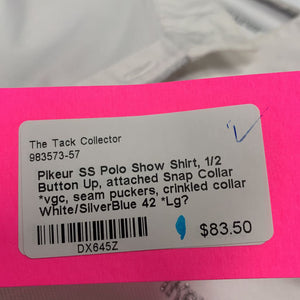 The Tack Collector
983573-57
Pikeur SS Polo Show Shirt, 1/2
Button Up, attached Snap Collar
*vgc, seam puckers, crinkled collar
White/SilverBlue 42 *Lg?
$83.50
DX645Z